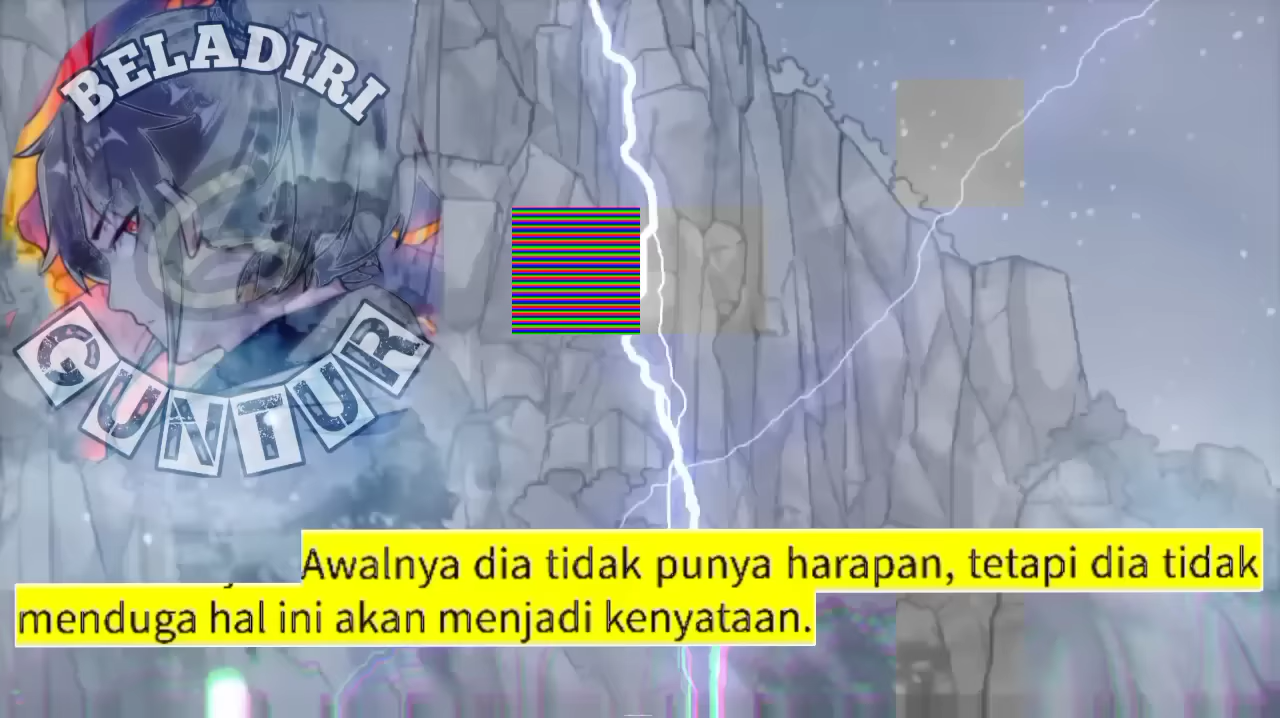 BELADIRI
GUNTUR
Awalnya dia tidak punya harapan, tetapi dia tidak
menduga hal ini akan menjadi kenyataan.